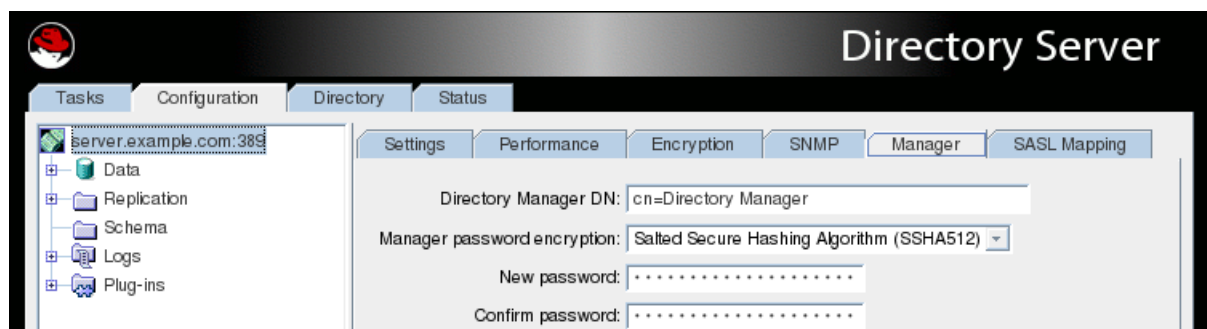 Directory Server
Tasks Configuration Directory Status
server.example.com:389
Data
Replication
Schema
Logs
Plug-ins
Settings Performance Encryption SNMP Manager SASL Mapping
Directory Manager DN: cn=Directory Manager
Manager password encryption: Salted Secure Hashing Algorithm (SSHA512)
New password:
Confirm password: